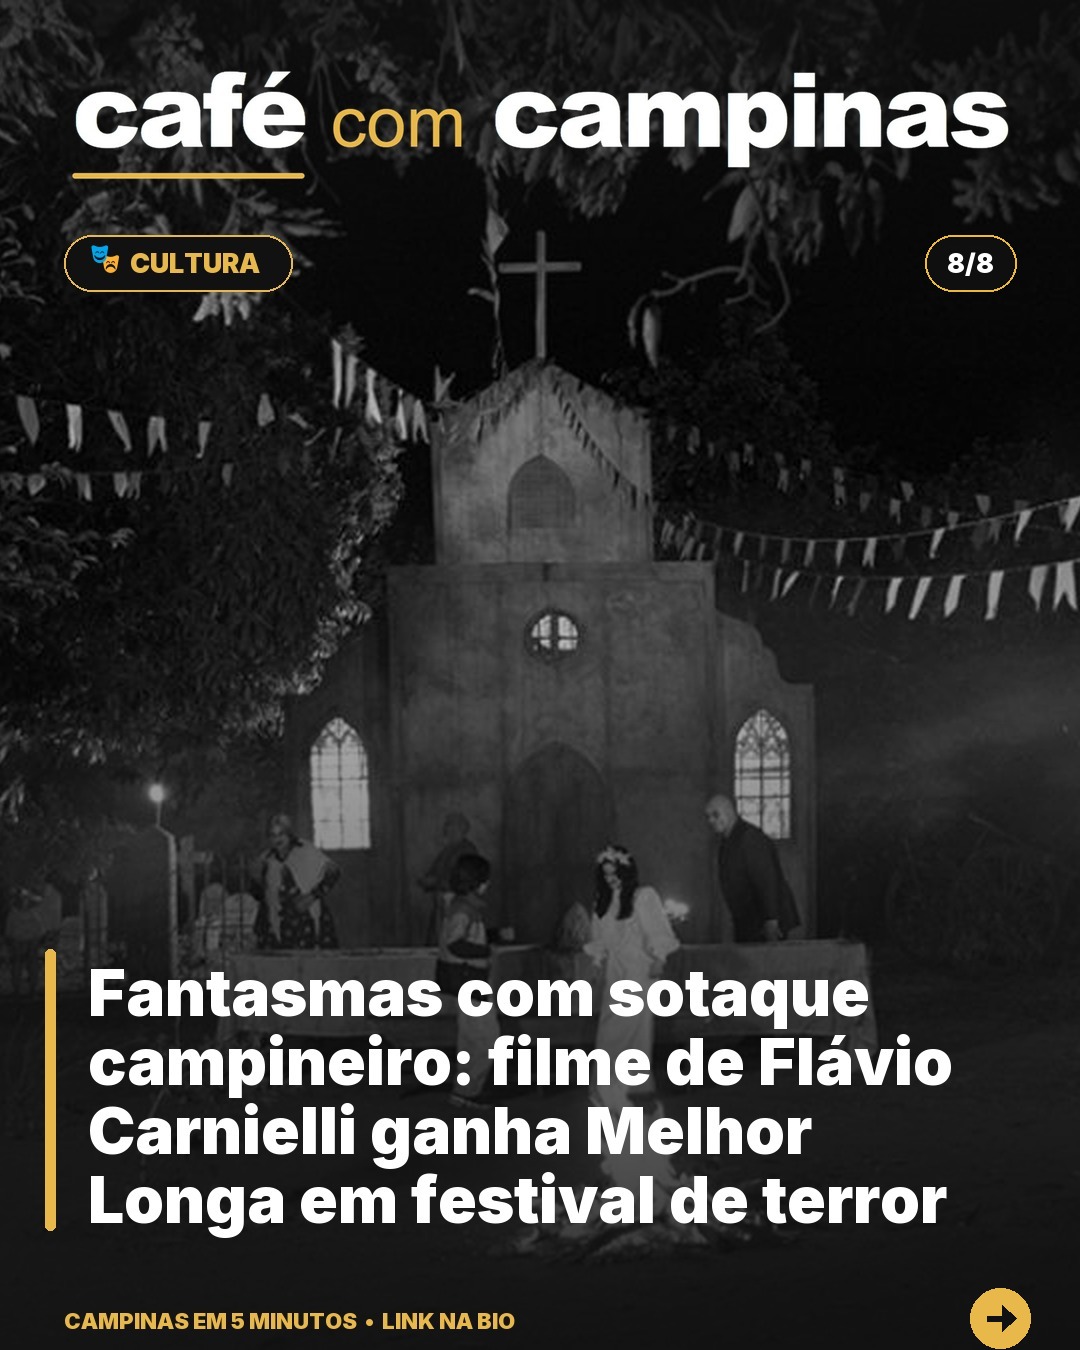 café com campinas
🎭 CULTURA
8/8
Fantasmas com sotaque
campineiro: filme de Flávio
Carnielli ganha Melhor
Longa em festival de terror
CAMPINAS EM 5 MINUTOS • LINK NA BIO